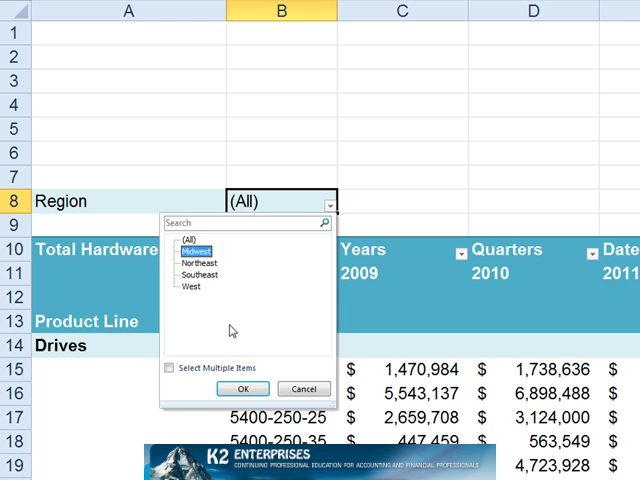 A B C D
1
2
3
4
5
6
7
8 Region (All)
9
Search
(All)
Midwest
Northeast
Southeast
West
Select Multiple Items
OK Cancel
10 Total Hardware Years Quarters Date
11 2009 2010 2011
12
13 Product Line
14 Drives
15 $ 1,470,984 $ 1,738,636 $
16 $ 5,543,137 $ 6,898,488 $
17 5400-250-25 $ 2,659,708 $ 3,124,000 $
18 5400-250-35 $ 447,459 $ 563,549 $
19 4,723,928 $
K2 ENTERPRISES
CONTINUING PROFESSIONAL EDUCATION FOR ACCOUNTING AND FINANCIAL PROFESSIONALS